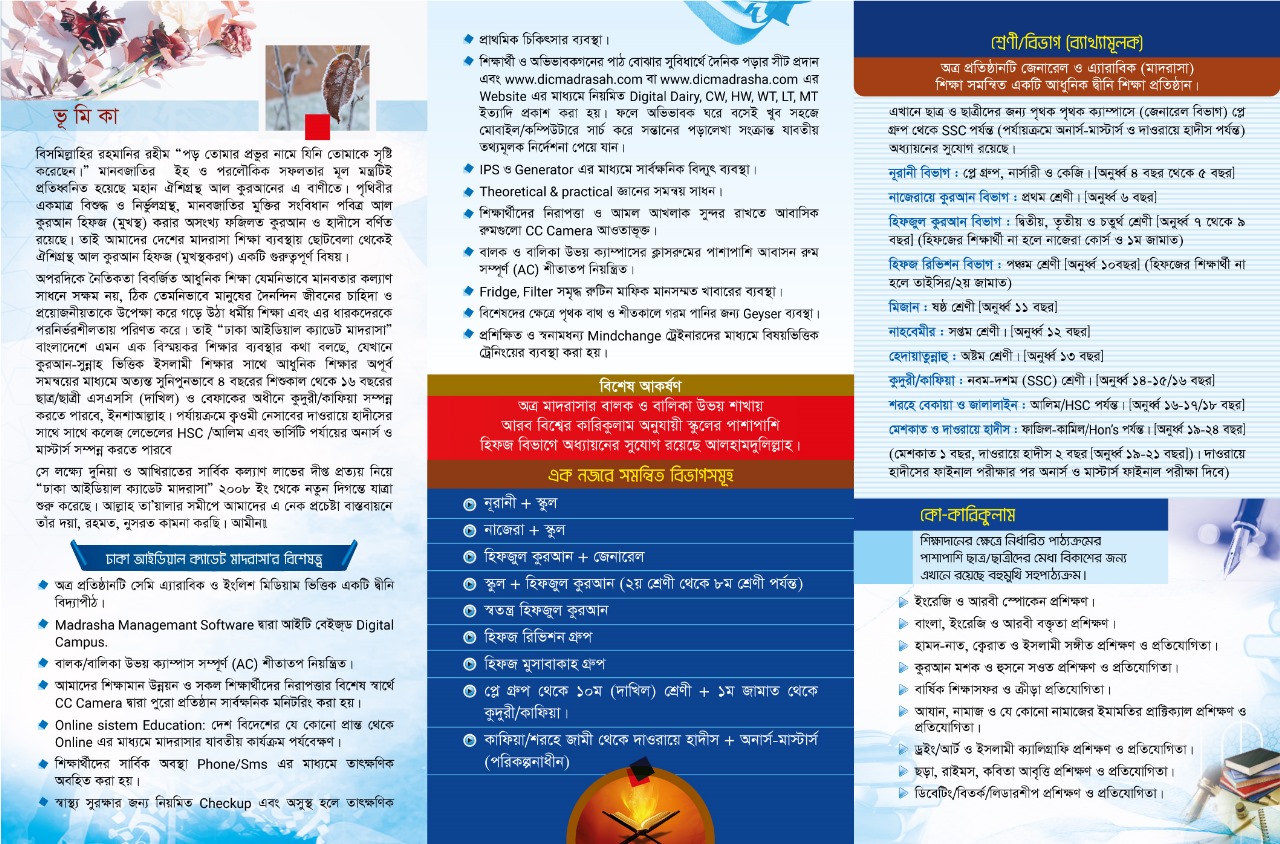 ভূ মি কা
বিসমিল্লাহির রহমানির রহীম “পড় তোমার প্রভুর নামে যিনি তোমাকে সৃষ্টি
করেছেন।” মানবজাতির ইহ ও পরলৌকিক সফলতার মূল মন্ত্রটিই
প্রতিধ্বনিত হয়েছে মহান ঐশিগ্রন্থ আল কুরআনের এ বাণীতে। পৃথিবীর
একমাত্র বিশুদ্ধ ও নির্ভুলগ্রন্থ, মানবজাতির মুক্তির সংবিধান পবিত্র আল
কুরআন হিফজ (মুখস্থ) করার অসংখ্য ফজিলত কুরআন ও হাদীসে বর্ণিত
রয়েছে। তাই আমাদের দেশের মাদরাসা শিক্ষা ব্যবস্থায় ছোটবেলা থেকেই
ঐশিগ্রন্থ আল কুরআন হিফজ (মুখস্থকরণ) একটি গুরুত্বপূর্ণ বিষয়।
অপরদিকে নৈতিকতা বিবর্জিত আধুনিক শিক্ষা যেমনিভাবে মানবতার কল্যাণ
সাধনে সক্ষম নয়, ঠিক তেমনিভাবে মানুষের দৈনন্দিন জীবনের চাহিদা ও
প্রয়োজনীয়তাকে উপেক্ষা করে গড়ে উঠা ধর্মীয় শিক্ষা এবং এর ধারকদেরকে
পরনির্ভরশীলতায় পরিণত করে। তাই “ঢাকা আইডিয়াল ক্যাডেট মাদরাসা”
বাংলাদেশে এমন এক বিস্ময়কর শিক্ষার ব্যবস্থার কথা বলছে, যেখানে
কুরআন-সুন্নাহ ভিত্তিক ইসলামী শিক্ষার সাথে আধুনিক শিক্ষার অপূর্ব
সমন্বয়ের মাধ্যমে অত্যন্ত সুনিপুনভাবে ৪ বছরের শিশুকাল থেকে ১৬ বছরের
ছাত্র/ছাত্রী এসএসসি (দাখিল) ও বেফাকের অধীনে কুদুরী/কাফিয়া সম্পন্ন
করতে পারবে, ইনশাআল্লাহ। পর্যায়ক্রমে ক্বওমী নেসাবের দাওরায়ে হাদীসের
সাথে সাথে কলেজ লেভেলের HSC /আলিম এবং ভার্সিটি পর্যায়ের অনার্স ও
মাস্টার্স সম্পন্ন করতে পারবে
সে লক্ষ্যে দুনিয়া ও আখিরাতের সার্বিক কল্যাণ লাভের দীপ্ত প্রত্যয় নিয়ে
“ঢাকা আইডিয়াল ক্যাডেট মাদরাসা” ২০০৮ ইং থেকে নতুন দিগন্তে যাত্রা
শুরু করেছে। আল্লাহ তা'য়ালার সমীপে আমাদের এ নেক প্রচেষ্টা বাস্তবায়নে
তাঁর দয়া, রহমত, নুসরত কামনা করছি। আমীন॥
ঢাকা আইডিয়াল ক্যাডেট মাদরাসা'র বিশেষত্ব
অত্র প্রতিষ্ঠানটি সেমি এ্যারাবিক ও ইংলিশ মিডিয়াম ভিত্তিক একটি দ্বীনি
বিদ্যাপীঠ।
Madrasha Managemant Software দ্বারা আইটি বেইজ্ড Digital
Campus.
বালক/বালিকা উভয় ক্যাম্পাস সম্পূর্ণ (AC) শীতাতপ নিয়ন্ত্রিত।
আমাদের শিক্ষামান উন্নয়ন ও সকল শিক্ষার্থীদের নিরাপত্তার বিশেষ স্বার্থে
CC Camera দ্বারা পুরো প্রতিষ্ঠান সার্বক্ষনিক মনিটরিং করা হয়।
Online sistem Education: দেশ বিদেশের যে কোনো প্রান্ত থেকে
Online এর মাধ্যমে মাদরাসার যাবতীয় কার্যক্রম পর্যবেক্ষণ।
শিক্ষার্থীদের সার্বিক অবস্থা Phone/Sms এর মাধ্যমে তাৎক্ষণিক
অবহিত করা হয়।
স্বাস্থ্য সুরক্ষার জন্য নিয়মিত Checkup এবং অসুস্থ হলে তাৎক্ষণিক
প্রাথমিক চিকিৎসার ব্যবস্থা।
শিক্ষার্থী ও অভিভাবকগনের পাঠ বোঝার সুবিধার্থে দৈনিক পড়ার সীট প্রদান
এবং www.dicmadrasah.com বা www.dicmadrasha.com এর
Website এর মাধ্যমে নিয়মিত Digital Dairy, CW, HW, WT, LT, MT
ইত্যাদি প্রকাশ করা হয়। ফলে অভিভাবক ঘরে বসেই খুব সহজে
মোবাইল/কম্পিউটারে সার্চ করে সন্তানের পড়ালেখা সংক্রান্ত যাবতীয়
তথ্যমূলক নির্দেশনা পেয়ে যান।
IPS ও Generator এর মাধ্যমে সার্বক্ষনিক বিদ্যুৎ ব্যবস্থা।
Theoretical & practical জ্ঞানের সমন্বয় সাধন।
শিক্ষার্থীদের নিরাপত্তা ও আমল আখলাক সুন্দর রাখতে আবাসিক
রুমগুলো CC Camera আওতাভূক্ত।
বালক ও বালিকা উভয় ক্যাম্পাসের ক্লাসরুমের পাশাপাশি আবাসন রুম
সম্পূর্ণ (AC) শীতাতপ নিয়ন্ত্রিত।
Fridge, Filter সমৃদ্ধ রুটিন মাফিক মানসম্মত খাবারের ব্যবস্থা।
বিশেষদের ক্ষেত্রে পৃথক বাথ ও শীতকালে গরম পানির জন্য Geyser ব্যবস্থা।
প্রশিক্ষিত ও স্বনামধন্য Mindchange ট্রেইনারদের মাধ্যমে বিষয়ভিত্তিক
ট্রেনিংয়ের ব্যবস্থা করা হয়।
বিশেষ আকর্ষণ
অত্র মাদরাসার বালক ও বালিকা উভয় শাখায়
আরব বিশ্বের কারিকুলাম অনুযায়ী স্কুলের পাশাপাশি
হিফজ বিভাগে অধ্যায়নের সুযোগ রয়েছে আলহামদুলিল্লাহ।
এক নজরে সমন্বিত বিভাগসমূহ
নূরানী + স্কুল
নাজেরা + স্কুল
হিফজুল কুরআন + জেনারেল
স্কুল + হিফজুল কুরআন (২য় শ্রেণী থেকে ৮ম শ্রেণী পর্যন্ত)
স্বতন্ত্র হিফজুল কুরআন
হিফজ রিভিশন গ্রুপ
হিফজ মুসাবাকাহ গ্রুপ
প্লে গ্রুপ থেকে ১০ম (দাখিল) শ্রেণী + ১ম জামাত থেকে
কুদুরী/কাফিয়া।
কাফিয়া/শরহে জামী থেকে দাওরায়ে হাদীস + অনার্স-মাস্টার্স
(পরিকল্পনাধীন)
শ্রেণী/বিভাগ (ব্যাখ্যামূলক)
অত্র প্রতিষ্ঠানটি জেনারেল ও এ্যারাবিক (মাদরাসা)
শিক্ষা সমন্বিত একটি আধুনিক দ্বীনি শিক্ষা প্রতিষ্ঠান।
এখানে ছাত্র ও ছাত্রীদের জন্য পৃথক পৃথক ক্যাম্পাসে (জেনারেল বিভাগ) প্লে
গ্রুপ থেকে SSC পর্যন্ত (পর্যায়ক্রমে অনার্স-মাস্টার্স ও দাওরায়ে হাদীস পর্যন্ত)
অধ্যায়নের সুযোগ রয়েছে।
নূরানী বিভাগ : প্লে গ্রুপ, নার্সারী ও কেজি। [অনুর্ধ্ব ৪ বছর থেকে ৫ বছর]
নাজেরায়ে কুরআন বিভাগ : প্রথম শ্রেণী। [অনুর্ধ্ব ৬ বছর]
হিফজুল কুরআন বিভাগ : দ্বিতীয়, তৃতীয় ও চতুর্থ শ্রেণী [অনুর্ধ্ব ৭ থেকে ৯
বছর] (হিফজের শিক্ষার্থী না হলে নাজেরা কোর্স ও ১ম জামাত)
হিফজ রিভিশন বিভাগ : পঞ্চম শ্রেণী [অনুর্ধ্ব ১০বছর] (হিফজের শিক্ষার্থী না
হলে তাইসির/২য় জামাত)
মিজান : ষষ্ঠ শ্রেণী [অনুর্ধ্ব ১১ বছর]
নাহবেমীর : সপ্তম শ্রেণী। [অনুর্ধ্ব ১২ বছর]
হেদায়াতুন্নাহু : অষ্টম শ্রেণী। [অনুর্ধ্ব ১৩ বছর]
কুদুরী/কাফিয়া : নবম-দশম (SSC) শ্রেণী। [অনুর্ধ্ব ১৪-১৫/১৬ বছর]
শরহে বেকায়া ও জালালাইন : আলিম/HSC পর্যন্ত। [অনুর্ধ্ব ১৬-১৭/১৮ বছর]
মেশকাত ও দাওরায়ে হাদীস : ফাজিল-কামিল/Hon's পর্যন্ত। [অনুর্ধ্ব ১৯-২৪ বছর]
(মেশকাত ১ বছর, দাওরায়ে হাদীস ২ বছর [অনুর্ধ্ব ১৯-২১ বছর])। দাওরায়ে
হাদীসের ফাইনাল পরীক্ষার পর অনার্স ও মাস্টার্স ফাইনাল পরীক্ষা দিবে)
কো-কারিকুলাম
শিক্ষাদানের ক্ষেত্রে নির্ধারিত পাঠ্যক্রমের
পাশাপাশি ছাত্র/ছাত্রীদের মেধা বিকাশের জন্য
এখানে রয়েছে বহুমুখি সহপাঠ্যক্রম।
ইংরেজি ও আরবী স্পোকেন প্রশিক্ষণ।
বাংলা, ইংরেজি ও আরবী বক্তৃতা প্রশিক্ষণ।
হামদ-নাত, ক্বেরাত ও ইসলামী সঙ্গীত প্রশিক্ষণ ও প্রতিযোগিতা।
কুরআন মশক ও হুসনে সওত প্রশিক্ষণ ও প্রতিযোগিতা।
বার্ষিক শিক্ষাসফর ও ক্রীড়া প্রতিযোগিতা।
আযান, নামাজ ও যে কোনো নামাজের ইমামতির প্রাক্টিক্যাল প্রশিক্ষণ ও
প্রতিযোগিতা।
ড্রইং/আর্ট ও ইসলামী ক্যালিগ্রাফি প্রশিক্ষণ ও প্রতিযোগিতা।
ছড়া, রাইমস, কবিতা আবৃত্তি প্রশিক্ষণ ও প্রতিযোগিতা।
ডিবেটিং/বিতর্ক/লিডারশীপ প্রশিক্ষণ ও প্রতিযোগিতা।